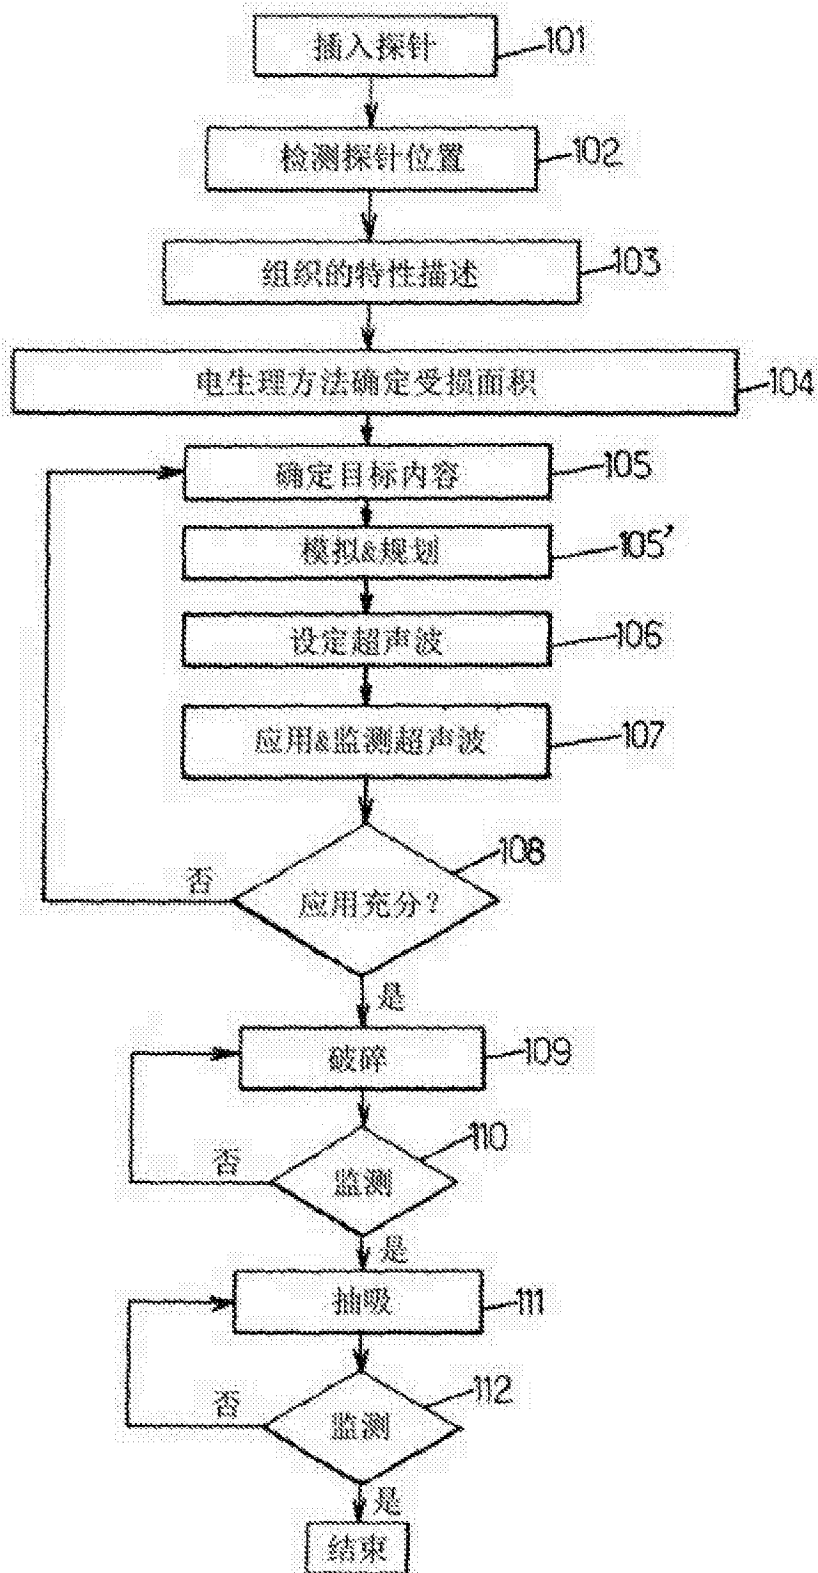 插入探针
101
检测探针位置
102
组织的特性描述
103
电生理方法确定受损面积
104
确定目标内容
105
模拟&规划
105'
设定超声波
106
应用&监测超声波
107
108
否
应用充分?
是
破碎
109
110
否
监测
是
抽吸
111
112
否
监测
是
结束